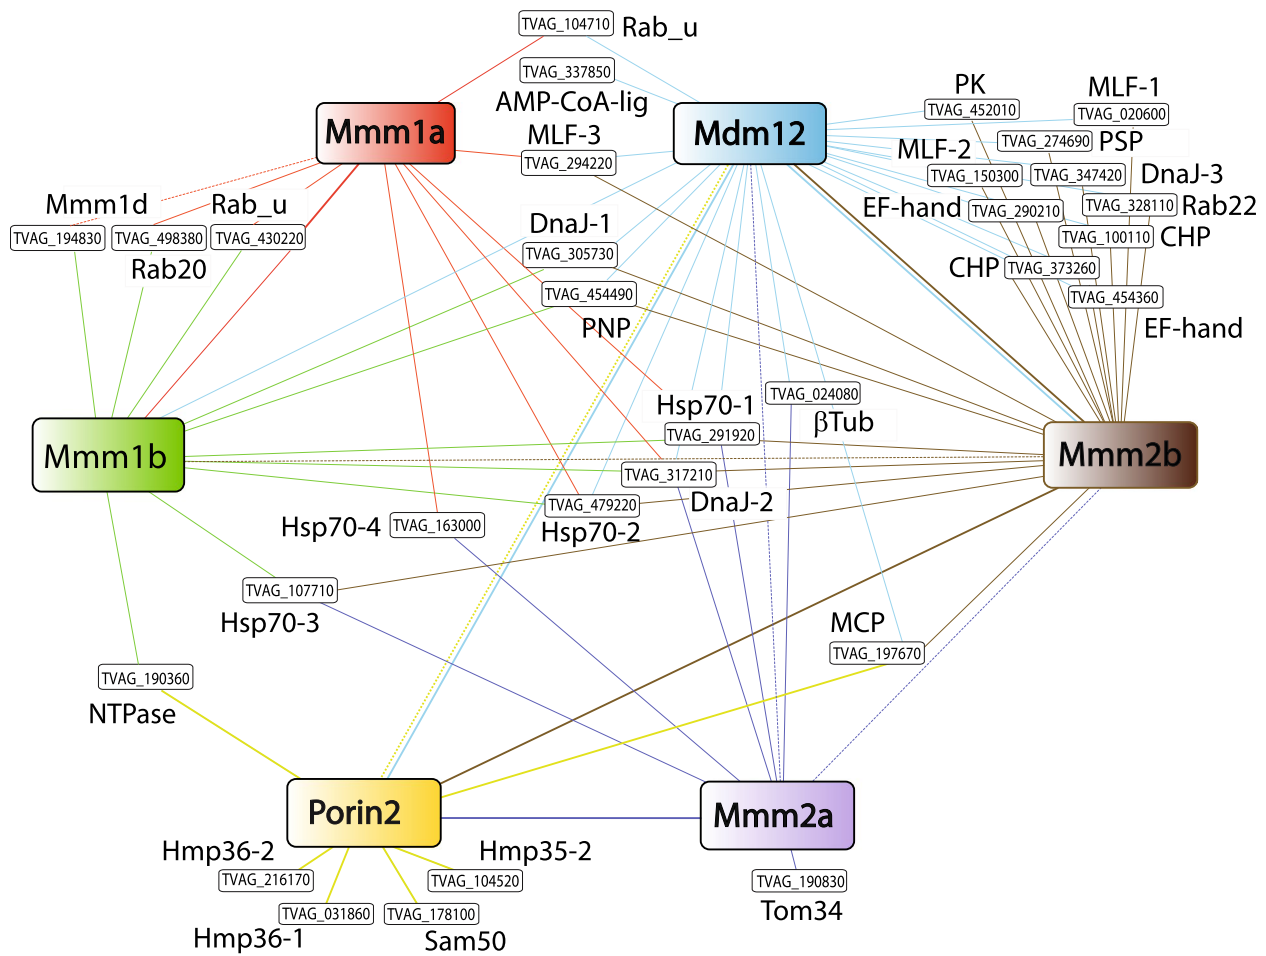 TVAG_104710 Rab_u
TVAG_337850
AMP-CoA-lig
PK
TVAG_452010
MLF-1
TVAG_020600
Mmm1a
MLF-3
TVAG_294220
Mdm12
TVAG_274690 PSP
MLF-2
TVAG_150300
TVAG_347420
DnaJ-3
Mmm1d
TVAG_194830
TVAG_498380
Rab20
Rab_u
TVAG_430220
EF-hand TVAG_290210
TVAG_328110 Rab22
DnaJ-1
TVAG_305730
TVAG_100110 CHP
CHP TVAG_373260
TVAG_454490
PNP
TVAG_454360
EF-hand
TVAG_024080
βTub
Hsp70-1
TVAG_291920
Mmm1b
Mmm2b
TVAG_317210
DnaJ-2
TVAG_479220
Hsp70-2
Hsp70-4 TVAG_163000
TVAG_107710
Hsp70-3
MCP
TVAG_197670
TVAG_190360
NTPase
Porin2
Mmm2a
Hmp36-2
TVAG_216170
Hmp35-2
TVAG_104520
TVAG_190830
Tom34
TVAG_031860
Hmp36-1
TVAG_178100
Sam50